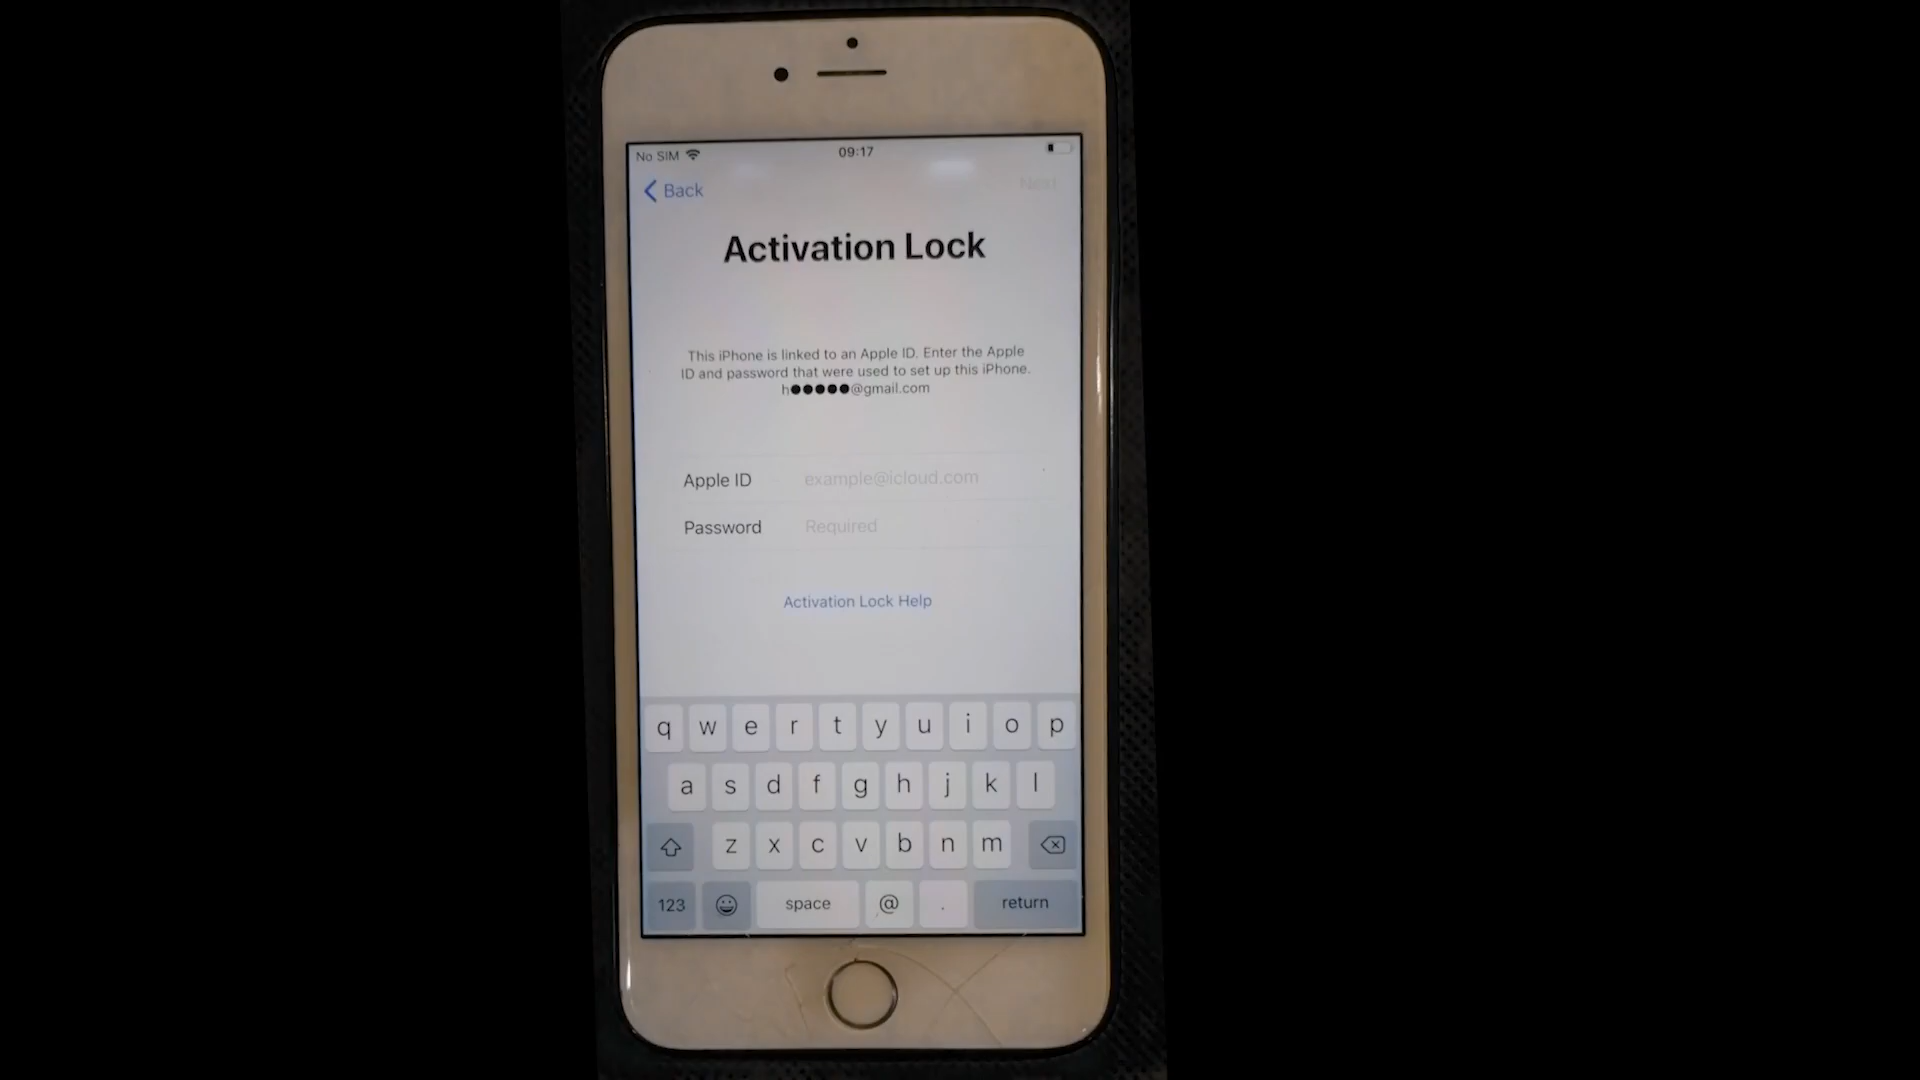 No SIM 09:17
Back
Activation Lock
This iPhone is linked to an Apple ID. Enter the Apple
ID and password that were used to set up this iPhone.
h●●●●●@gmail.com
Apple ID example@icloud.com
Password Required
Activation Lock Help
q w e r t y u i o p
a s d f g h j k l
z x c v b n m
123 space @ . return